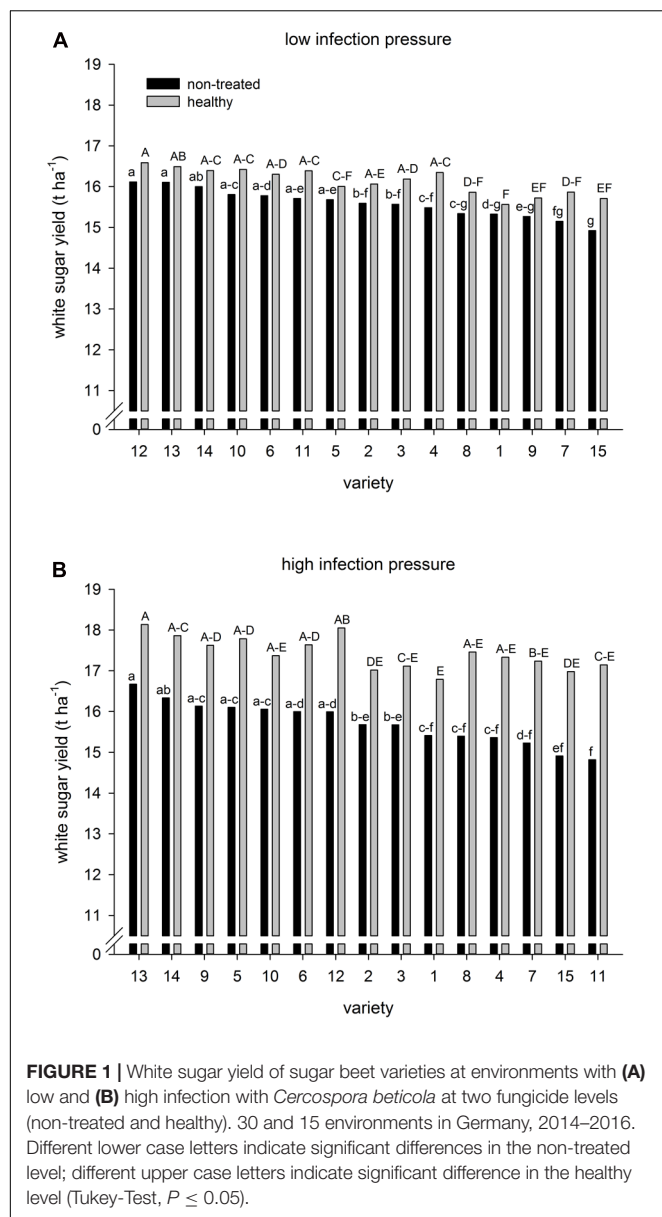 A
low infection pressure
non-treated
healthy
white sugar yield (t ha-1)
19
18
17
16
15
14
13
12
11
0
a A
a AB
ab A-C
a-c A-C
a-d A-D
a-e A-C
a-e C-F
b-f A-E
b-f A-D
c-f A-C
c-g D-F
d-g F
e-g EF
fg D-F
g EF
12 13 14 10 6 11 5 2 3 4 8 1 9 7 15
variety
B
high infection pressure
white sugar yield (t ha-1)
19
18
17
16
15
14
13
12
11
0
a A
ab A-C
a-c A-D
a-c A-D
a-c A-E
a-d A-D
a-d AB
b-e DE
b-e C-E
c-f E
c-f A-E
c-f A-E
d-f B-E
ef DE
f C-E
13 14 9 5 10 6 12 2 3 1 8 4 7 15 11
variety
FIGURE 1 | White sugar yield of sugar beet varieties at environments with (A)
low and (B) high infection with Cercospora beticola at two fungicide levels
(non-treated and healthy). 30 and 15 environments in Germany, 2014–2016.
Different lower case letters indicate significant differences in the non-treated
level; different upper case letters indicate significant difference in the healthy
level (Tukey-Test, P ≤ 0.05).